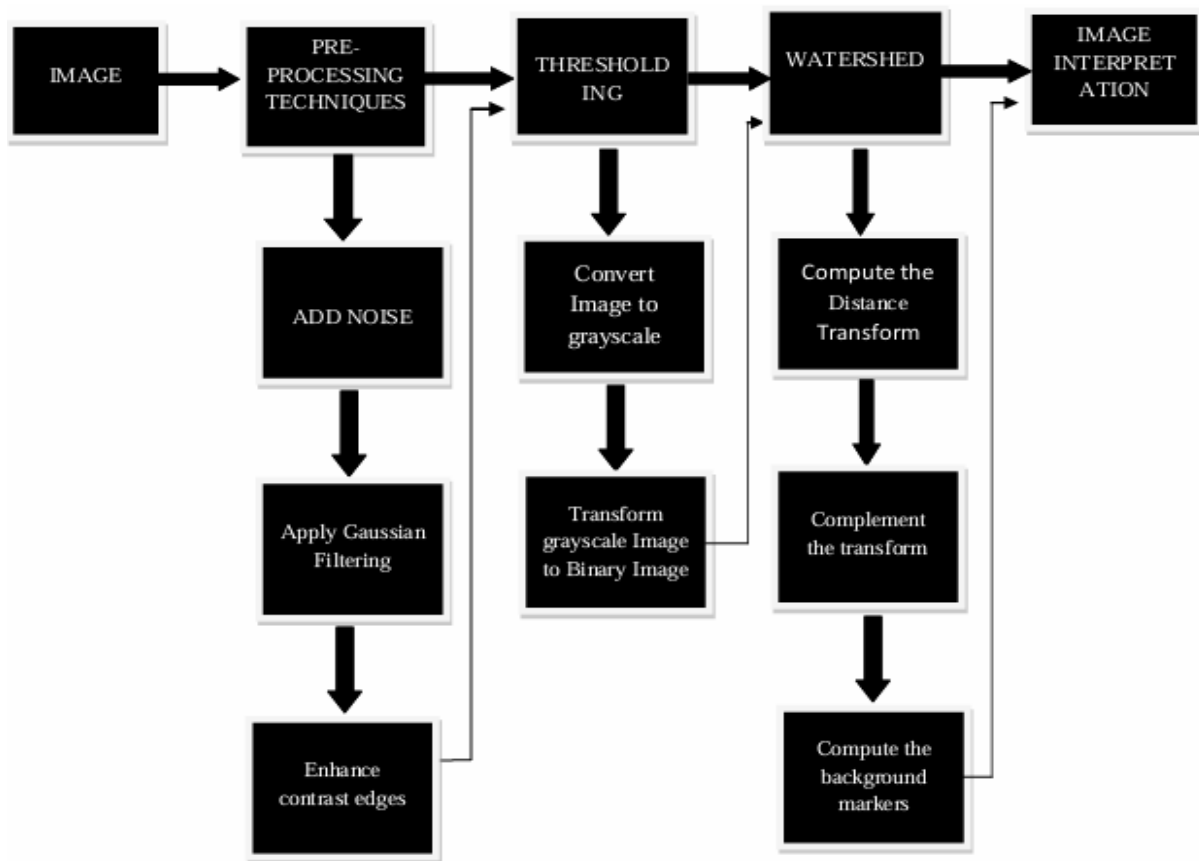 IMAGE
PRE-
PROCESSING
TECHNIQUES
THRESHOLD
ING
WATERSHED
IMAGE
INTERPRET
ATION
ADD NOISE
Convert
Image to
grayscale
Compute the
Distance
Transform
Apply Gaussian
Filtering
Transform
grayscale Image
to Binary Image
Complement
the transform
Enhance
contrast edges
Compute the
background
markers